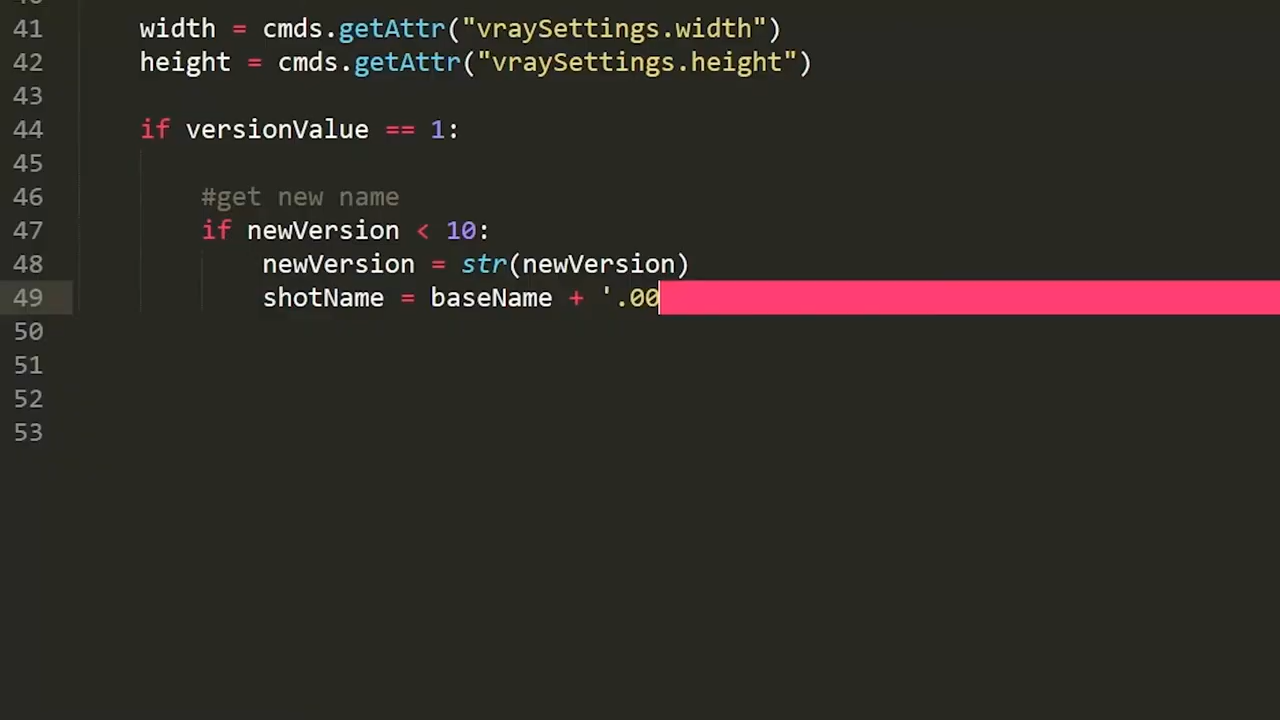 41 width = cmds.getAttr("vraySettings.width")
42 height = cmds.getAttr("vraySettings.height")
43
44 if versionValue == 1:
45
46 #get new name
47 if newVersion < 10:
48 newVersion = str(newVersion)
49 shotName = baseName + '.00
50
51
52
53